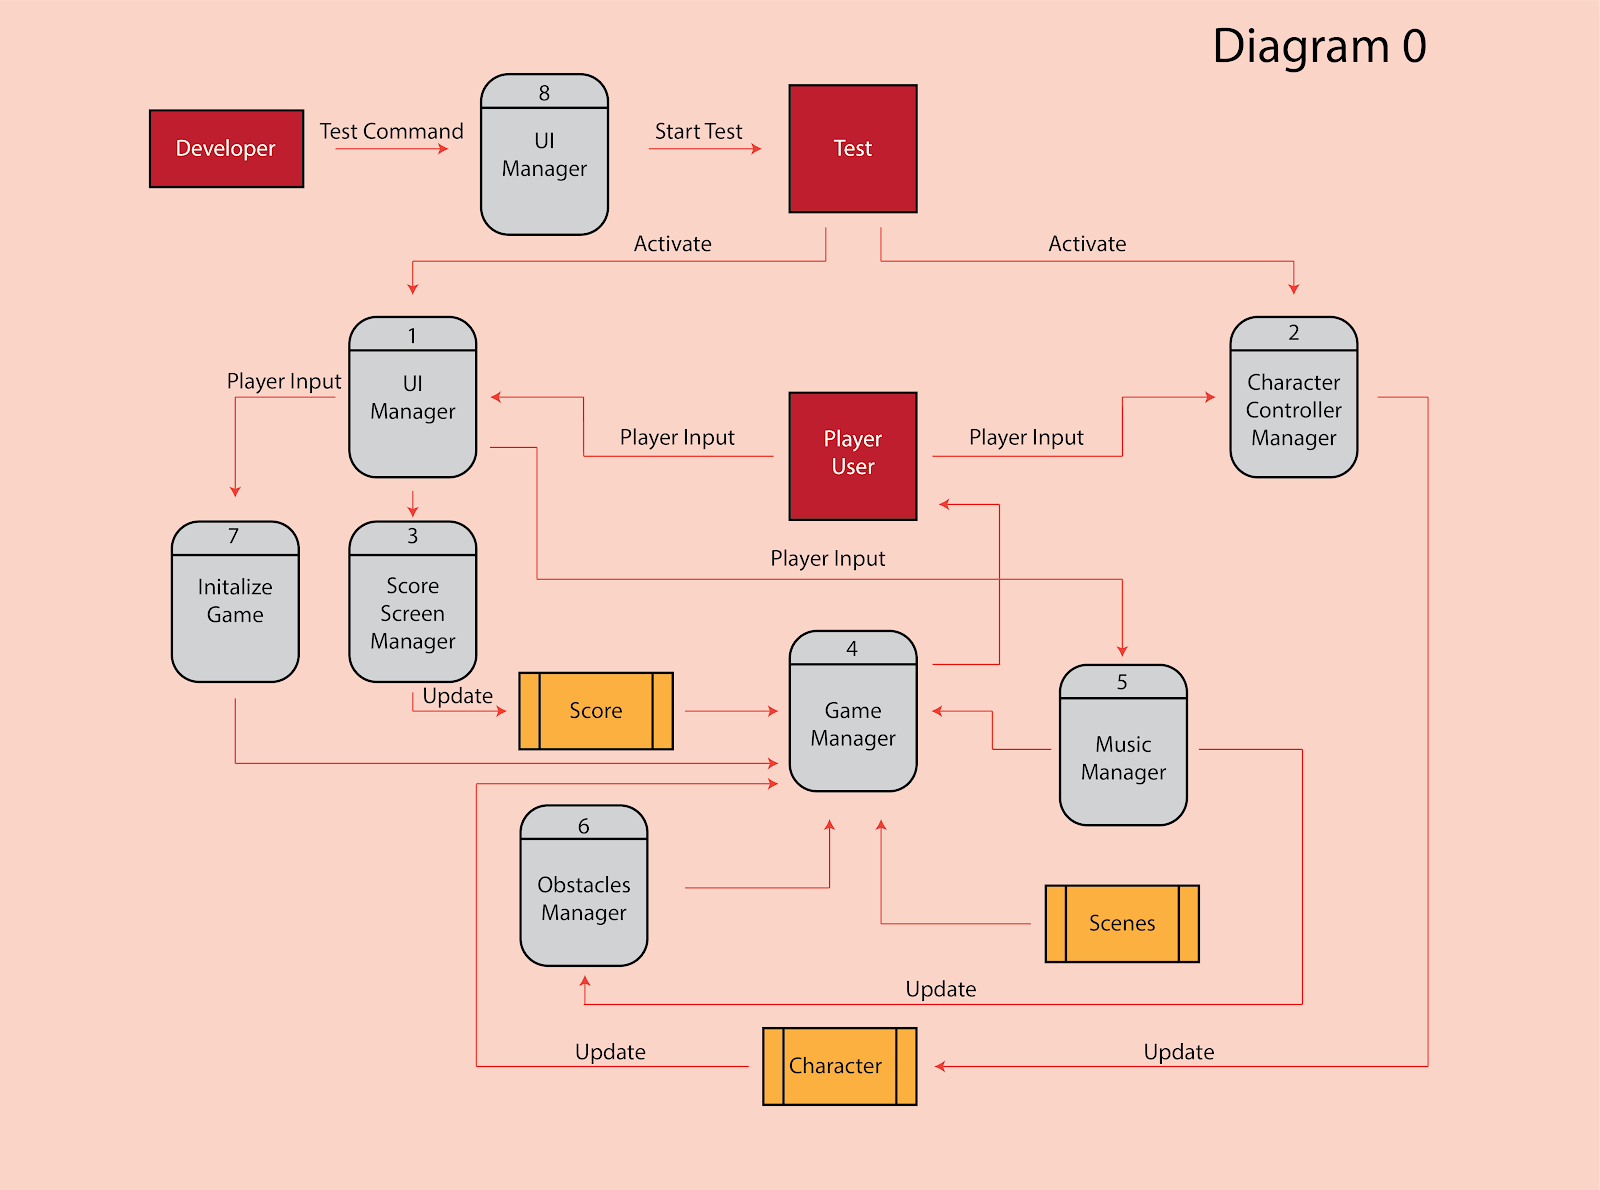 Diagram 0
8
Developer
Test Command
UI
Manager
Start Test
Test
Activate
Activate
1
2
Player Input
UI
Manager
Character
Controller
Manager
Player Input
Player
User
Player Input
7
3
Player Input
Initalize
Game
Score
Screen
Manager
4
5
Update
Score
Game
Manager
Music
Manager
6
Obstacles
Manager
Scenes
Update
Update
Character
Update